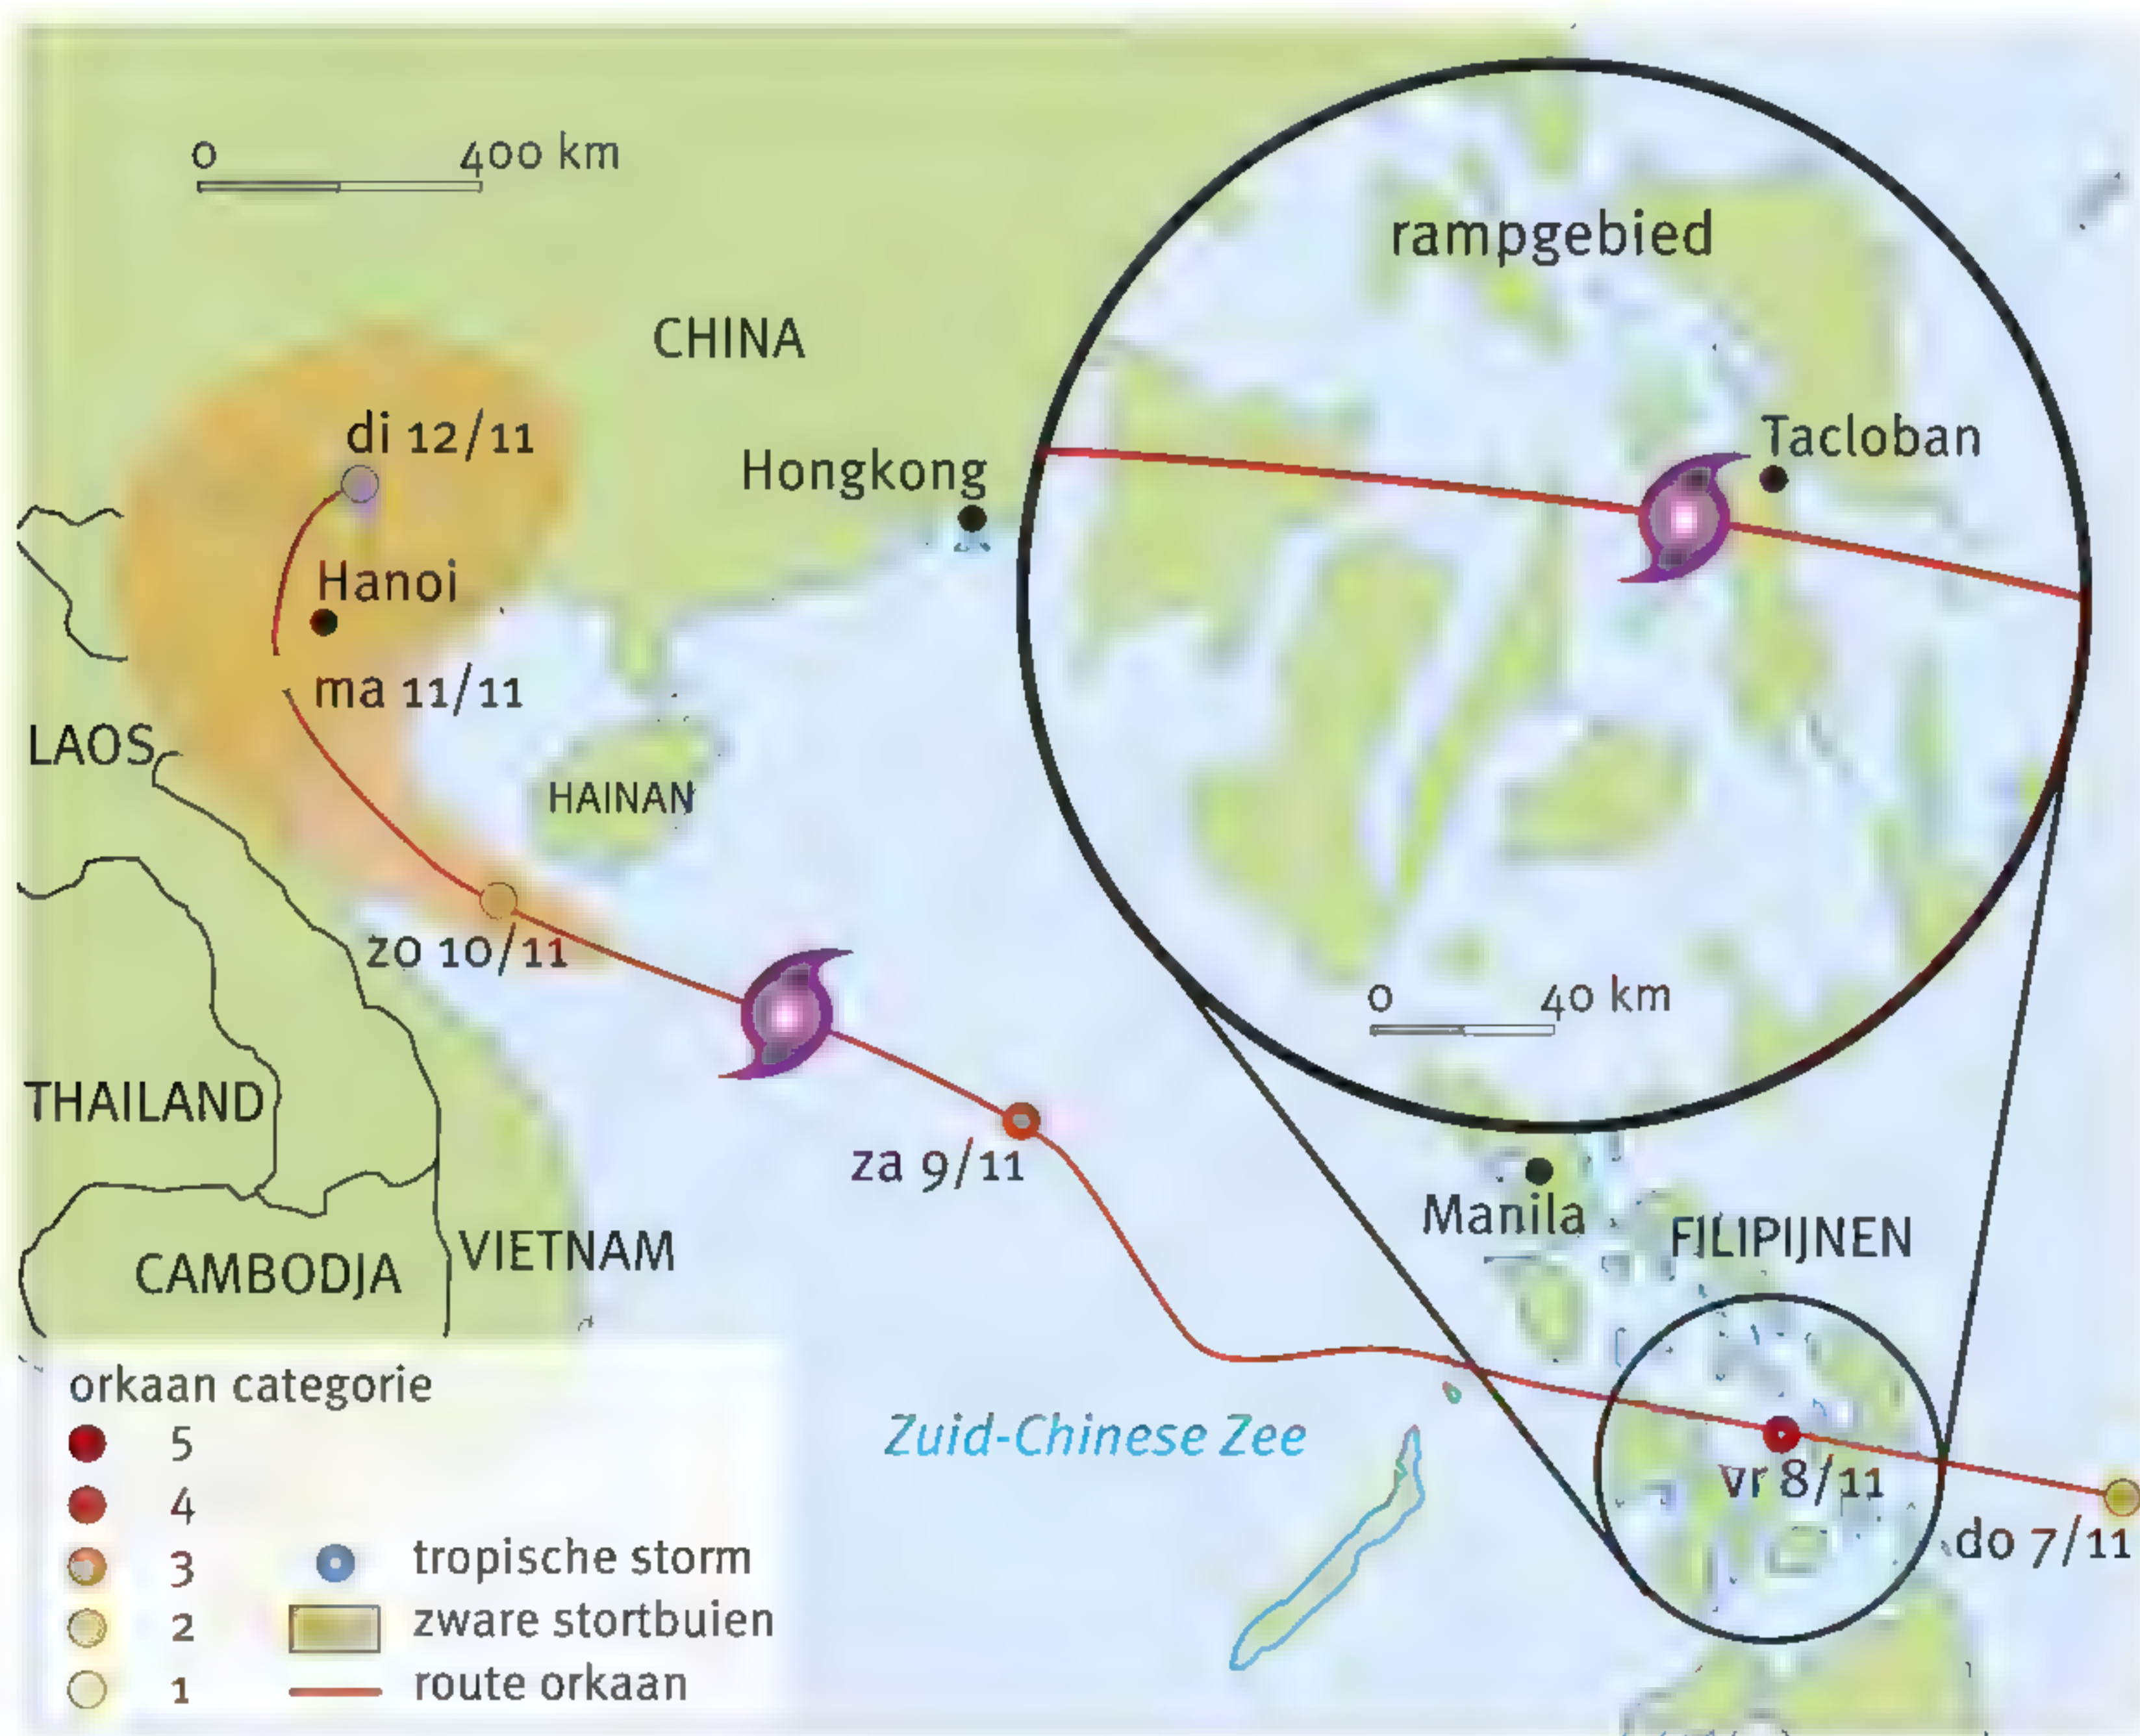 0 400 km
rampgebied
CHINA
di 12/11
Hongkong
Tacloban
Hanoi
ma 11/11
LAOS
HAINAN
zo 10/11
0 40 km
THAILAND
za 9/11
Manila
FILIPIJNEN
VIETNAM
CAMBODJA
orkaan categorie
5
4
3
2
1
tropische storm
zware stortbuien
route orkaan
Zuid-Chinese Zee
vr 8/11
do 7/11